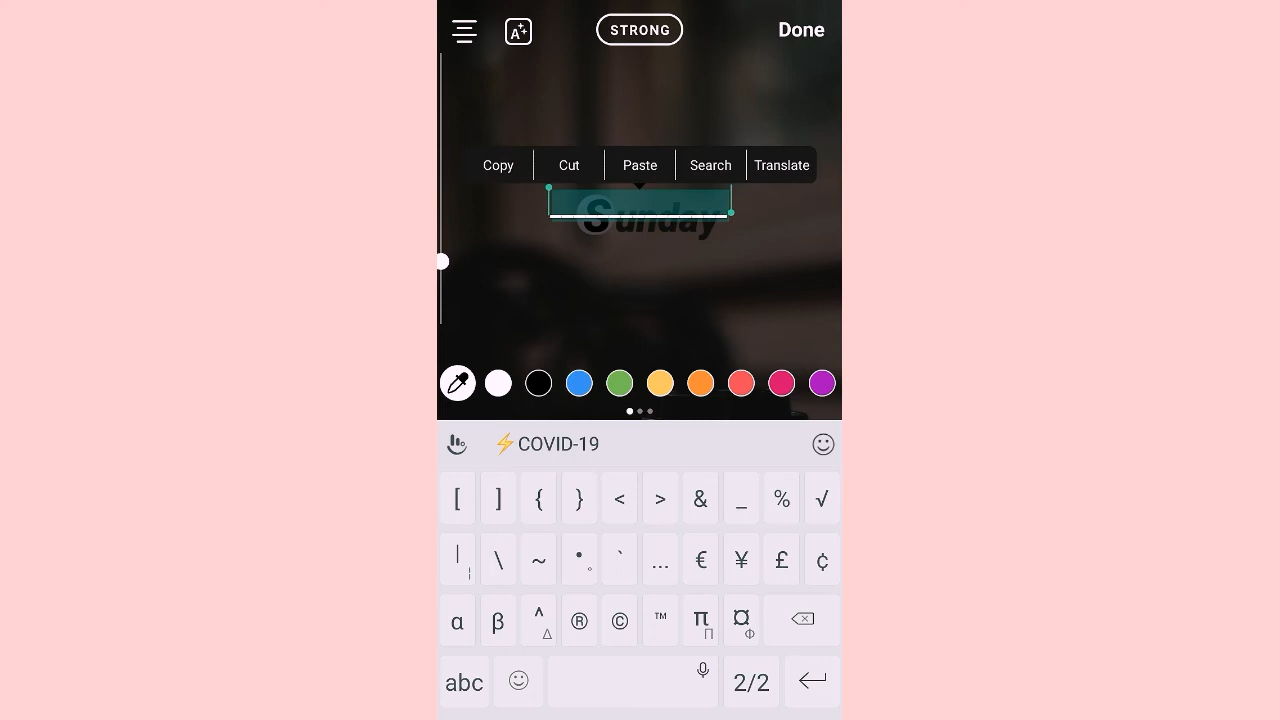 STRONG
Done
Copy Cut Paste Search Translate
Sunday
⚡COVID-19
[ ] { } < > & _ % √
| ¦ \ ~ • ° ` … € ¥ £ ¢
α β ^ Δ ® © ™ π Π ¤ Φ
abc 2/2